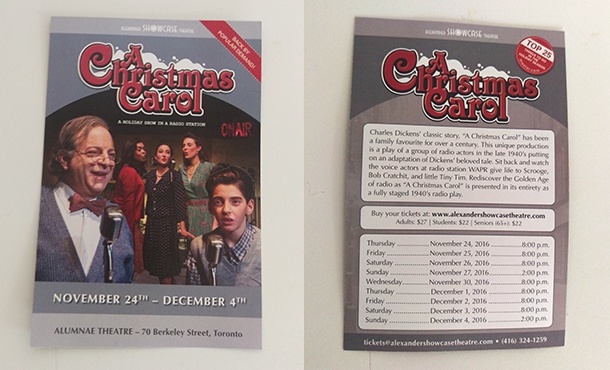 ALEXANDER SHOWCASE THEATRE
BACK BY
POPULAR DEMAND!
A
Christmas
Carol
A HOLIDAY SHOW IN A RADIO STATION
ON AIR
NOVEMBER 24TH – DECEMBER 4TH
ALUMNAE THEATRE – 70 Berkeley Street, Toronto
ALEXANDER SHOWCASE THEATRE
TOP 25
A
Christmas
Carol
Charles Dickens' classic story, "A Christmas Carol" has been
a family favourite for over a century. This unique production
is a play of a group of radio actors in the late 1940's putting
on an adaptation of Dickens' beloved tale. Sit back and watch
the voice actors at radio station WAPR give life to Scrooge,
Bob Cratchit, and little Tiny Tim. Rediscover the Golden Age
of radio as "A Christmas Carol" is presented in its entirety as
a fully staged 1940's radio play.
Buy your tickets at: www.alexandershowcasetheatre.com
Adults: $27 | Students: $22 | Seniors (65+): $22
Thursday ............ November 24, 2016 ............ 8:00 p.m.
Friday ............ November 25, 2016 ............ 8:00 p.m.
Saturday ............ November 26, 2016 ............ 8:00 p.m.
Sunday ............ November 27, 2016 ............ 2:00 p.m.
Wednesday ............ November 30, 2016 ............ 8:00 p.m.
Thursday ............ December 1, 2016 ............ 8:00 p.m.
Friday ............ December 2, 2016 ............ 8:00 p.m.
Saturday ............ December 3, 2016 ............ 8:00 p.m.
Sunday ............ December 4, 2016 ............ 2:00 p.m.
tickets@alexandershowcasetheatre.com • (416) 324-1259